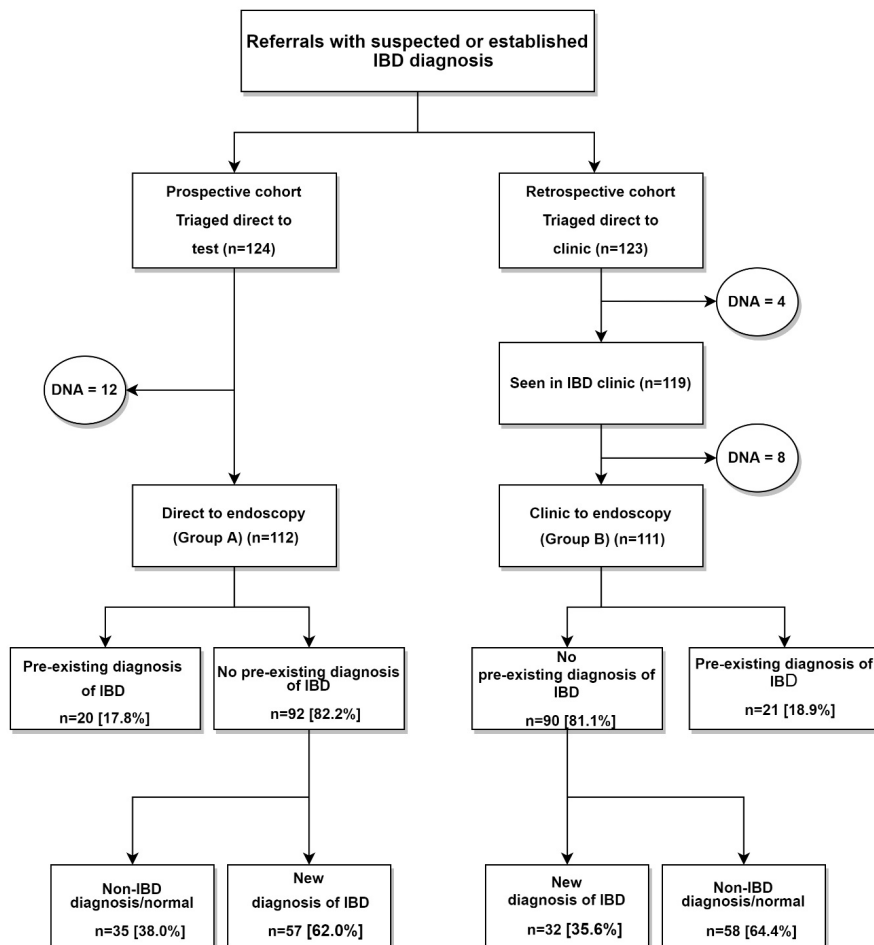 Referrals with suspected or established
IBD diagnosis
Prospective cohort
Triaged direct to
test (n=124)
Retrospective cohort
Triaged direct to
clinic (n=123)
DNA = 4
DNA = 12
Seen in IBD clinic (n=119)
DNA = 8
Direct to endoscopy
(Group A) (n=112)
Clinic to endoscopy
(Group B) (n=111)
Pre-existing diagnosis
of IBD
n=20 [17.8%]
No pre-existing diagnosis
of IBD
n=92 [82.2%]
No
pre-existing diagnosis of
IBD
n=90 [81.1%]
Pre-existing diagnosis of
IBD
n=21 [18.9%]
Non-IBD
diagnosis/normal
n=35 [38.0%]
New
diagnosis of IBD
n=57 [62.0%]
New
diagnosis of IBD
n=32 [35.6%]
Non-IBD
diagnosis/normal
n=58 [64.4%]